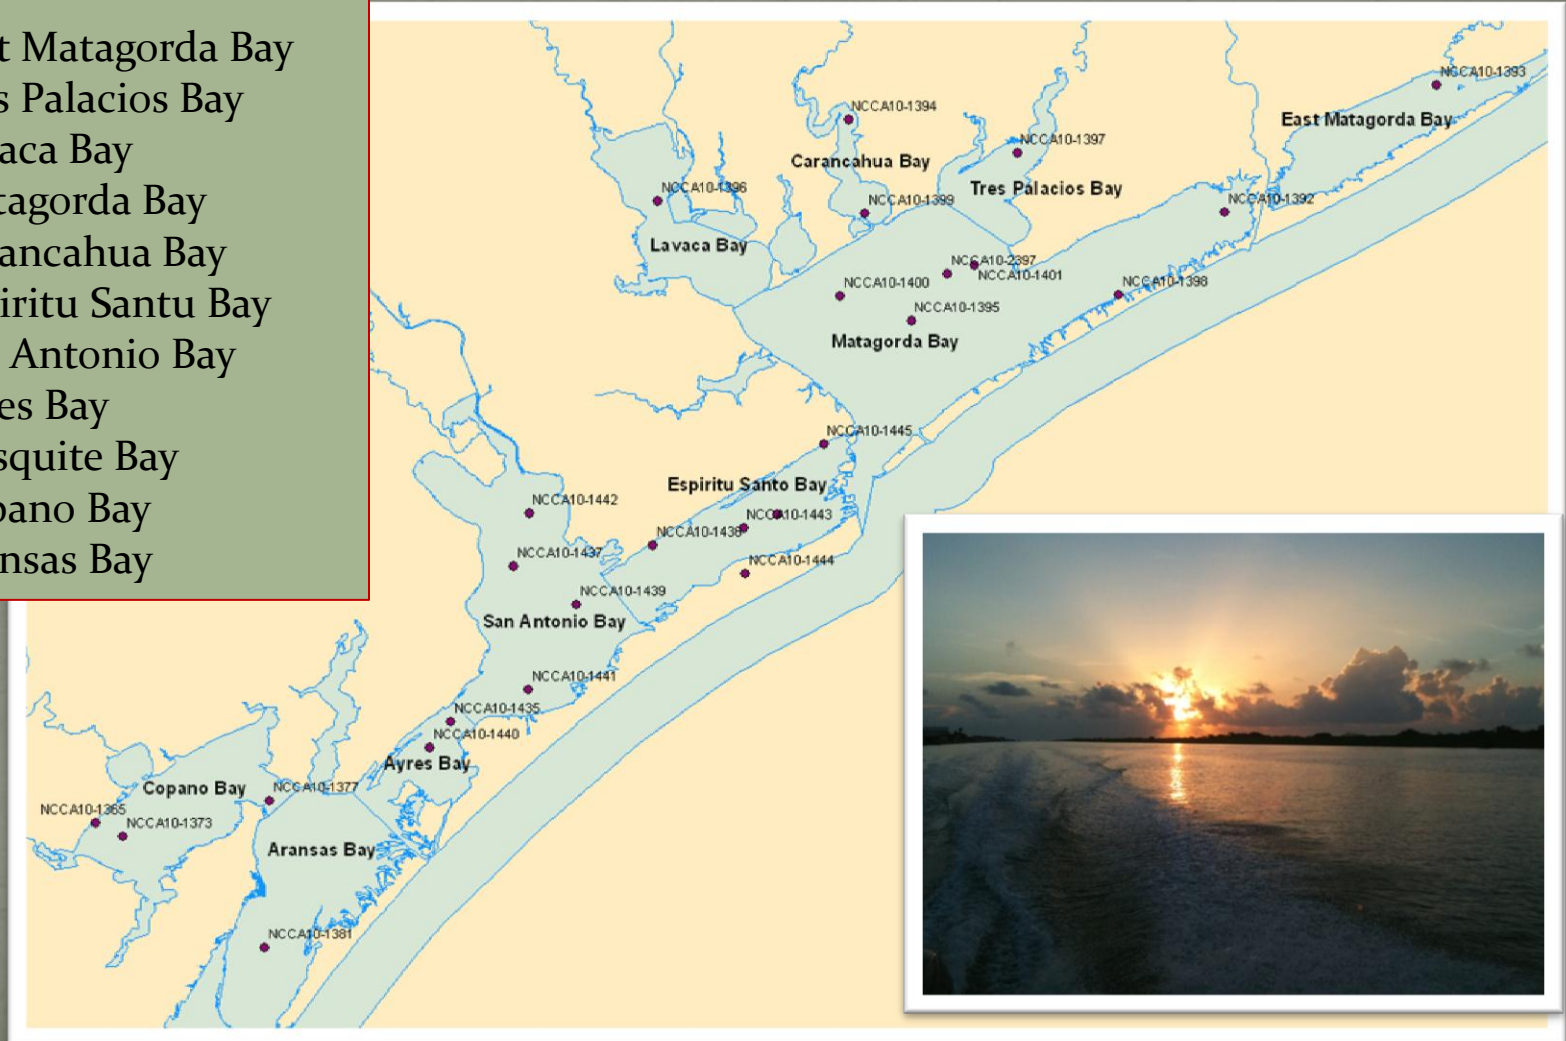 t Matagorda Bay
s Palacios Bay
aca Bay
tagorda Bay
ancahua Bay
iritu Santu Bay
Antonio Bay
es Bay
squite Bay
pano Bay
nsas Bay
NCCA10-1393
East Matagorda Bay
NCCA10-1394
Carancahua Bay
NCCA10-1397
Tres Palacios Bay
NCCA10-1396
NCCA10-1399
NCCA10-1392
Lavaca Bay
NCCA10-2397
NCCA10-1401
NCCA10-1400
NCCA10-1398
NCCA10-1395
Matagorda Bay
NCCA10-1445
Espiritu Santo Bay
NCCA10-1442
NCCA10-1443
NCCA10-1436
NCCA10-1437
NCCA10-1444
NCCA10-1439
San Antonio Bay
NCCA10-1441
NCCA10-1435
NCCA10-1440
Ayres Bay
NCCA10-1377
Copano Bay
NCCA10-1365
NCCA10-1373
Aransas Bay
NCCA10-1381